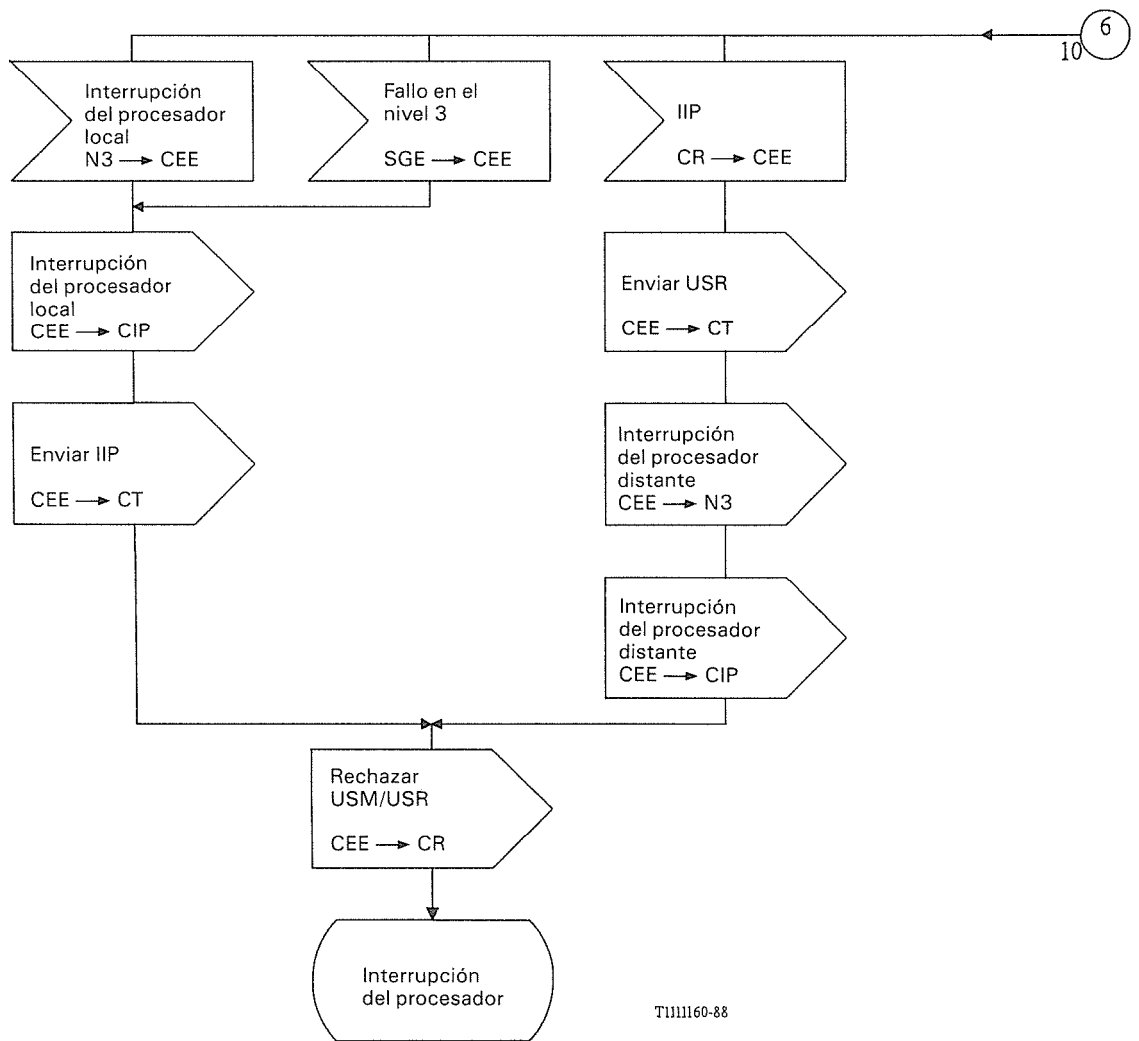 6
10
Interrupción
del procesador
local
N3 → CEE
Fallo en el
nivel 3
SGE → CEE
IIP
CR → CEE
Interrupción
del procesador
local
CEE → CIP
Enviar USR
CEE → CT
Enviar IIP
CEE → CT
Interrupción
del procesador
distante
CEE → N3
Interrupción
del procesador
distante
CEE → CIP
Rechazar
USM/USR
CEE → CR
Interrupción
del procesador
T1111160-88